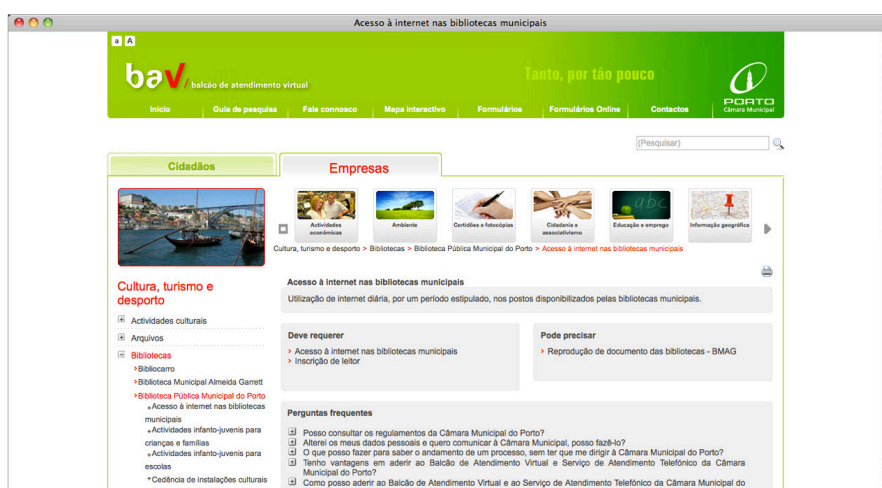 Acesso à internet nas bibliotecas municipais
a A
bav/ balcão de atendimento virtual
Tanto, por tão pouco
PORTO
Câmara Municipal
Início Guia de pesquisa Fale connosco Mapa interactivo Formulários Formulários Online Contactos
(Pesquisar)
Cidadãos Empresas
Actividades económicas
Ambiente
Certidões e fotocópias
Cidadania e associativismo
Educação e emprego
Informação geográfica
Cultura, turismo e desporto > Bibliotecas > Biblioteca Pública Municipal do Porto > Acesso à internet nas bibliotecas municipais
Cultura, turismo e
desporto
Actividades culturais
Arquivos
Bibliotecas
>Bibliocarro
>Biblioteca Municipal Almeida Garrett
>Biblioteca Pública Municipal do Porto
+Acesso à internet nas bibliotecas
municipais
+Actividades infanto-juvenis para
crianças e famílias
+Actividades infanto-juvenis para
escolas
+Cedência de instalações culturais
Acesso à internet nas bibliotecas municipais
Utilização de internet diária, por um período estipulado, nos postos disponibilizados pelas bibliotecas municipais.
Deve requerer
> Acesso à internet nas bibliotecas municipais
> Inscrição de leitor
Pode precisar
> Reprodução de documento das bibliotecas - BMAG
Perguntas frequentes
Posso consultar os regulamentos da Câmara Municipal do Porto?
Alterei os meus dados pessoais e quero comunicar à Câmara Municipal, posso fazê-lo?
O que posso fazer para saber o andamento de um processo, sem ter que me dirigir à Câmara Municipal do Porto?
Tenho vantagens em aderir ao Balcão de Atendimento Virtual e Serviço de Atendimento Telefónico da Câmara
Municipal do Porto?
Como posso aderir ao Balcão de Atendimento Virtual e ao Serviço de Atendimento Telefónico da Câmara Municipal do